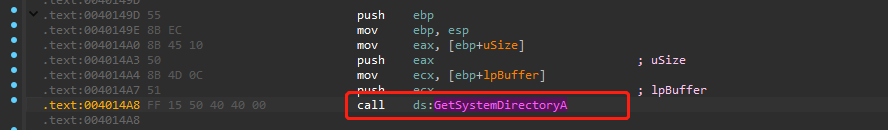 .text:0040149D
.text:0040149D 55 push ebp
.text:0040149E 8B EC mov ebp, esp
.text:004014A0 8B 45 10 mov eax, [ebp+uSize]
.text:004014A3 50 push eax ; uSize
.text:004014A4 8B 4D 0C mov ecx, [ebp+lpBuffer]
.text:004014A7 51 push ecx ; lpBuffer
.text:004014A8 FF 15 50 40 40 00 call ds:GetSystemDirectoryA
.text:004014A8